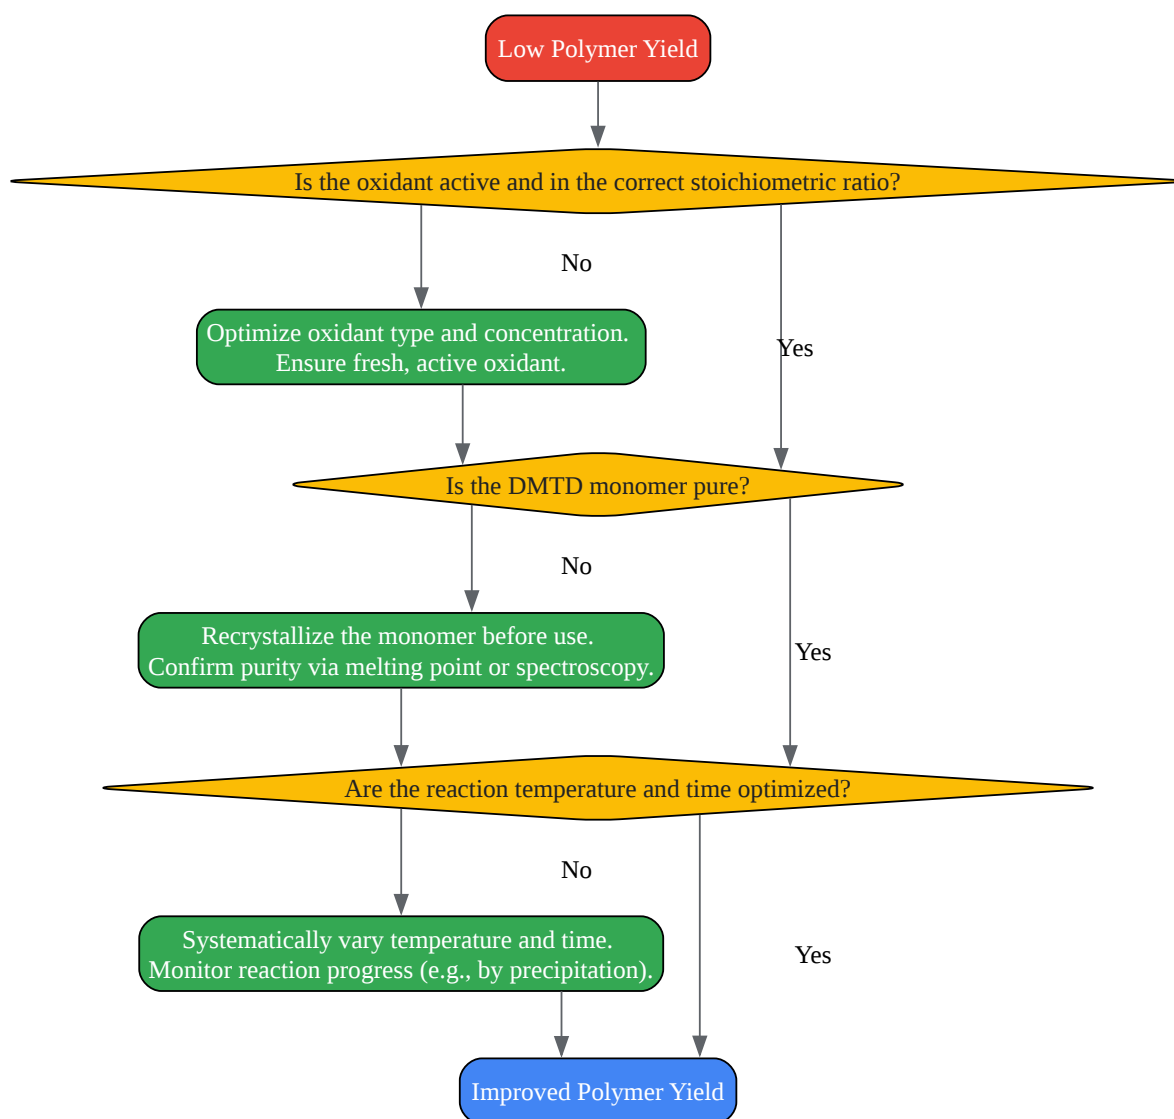 Low Polymer Yield
Is the oxidant active and in the correct stoichiometric ratio?
No
Optimize oxidant type and concentration.
Ensure fresh, active oxidant.
Yes
Is the DMTD monomer pure?
No
Recrystallize the monomer before use.
Confirm purity via melting point or spectroscopy.
Yes
Are the reaction temperature and time optimized?
No
Systematically vary temperature and time.
Monitor reaction progress (e.g., by precipitation).
Yes
Improved Polymer Yield